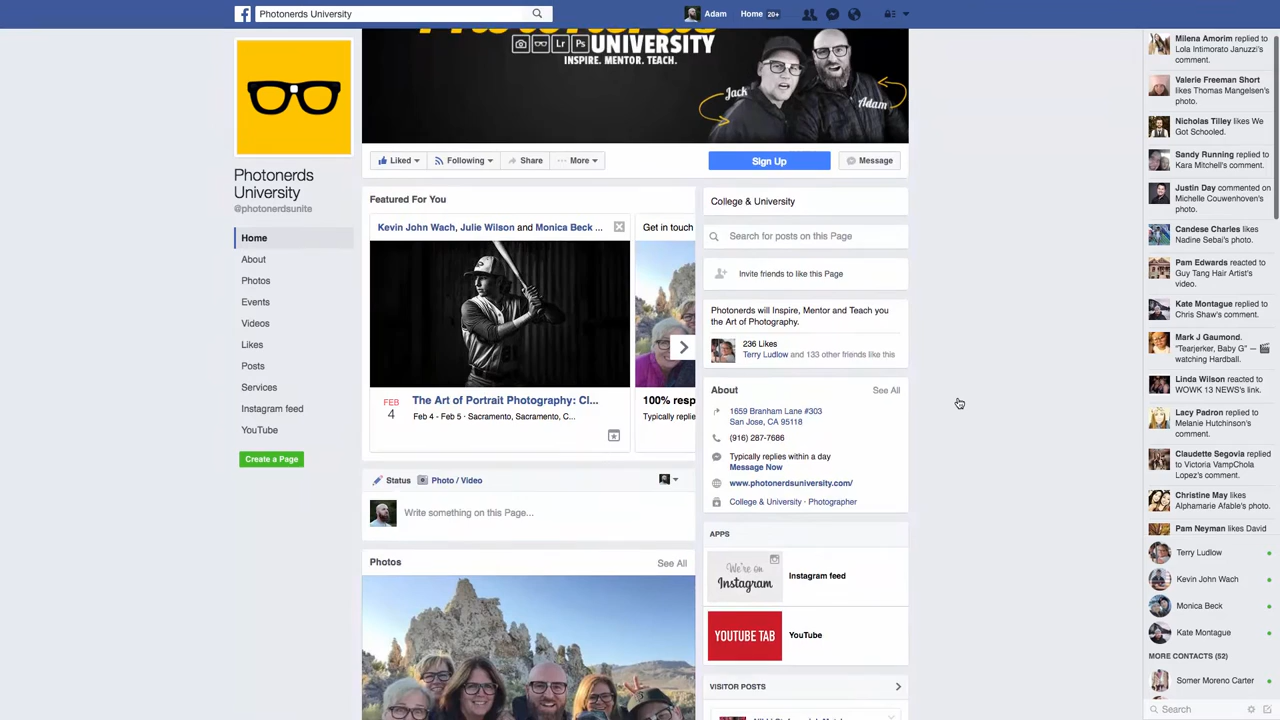 Photonerds University
Adam
Home 20+
UNIVERSITY
Lr
Ps
INSPIRE. MENTOR. TEACH.
Jack
Adam
Photonerds
University
@photonerdsunite
Home
About
Photos
Events
Videos
Likes
Posts
Services
Instagram feed
YouTube
Create a Page
Liked
Following
Share
More
Sign Up
Message
Featured For You
Kevin John Wach, Julie Wilson and Monica Beck ...
FEB
4
The Art of Portrait Photography: Cl...
Feb 4 - Feb 5 · Sacramento, Sacramento, C...
Get in touch
100% resp
Typically replie
Status
Photo / Video
Write something on this Page...
Photos
See All
College & University
Search for posts on this Page
Invite friends to like this Page
Photonerds will Inspire, Mentor and Teach you
the Art of Photography.
236 Likes
Terry Ludlow and 133 other friends like this
About
See All
1659 Branham Lane #303
San Jose, CA 95118
(916) 287-7686
Typically replies within a day
Message Now
www.photonerdsuniversity.com/
College & University · Photographer
APPS
We're on
Instagram
Instagram feed
YOUTUBE TAB
YouTube
VISITOR POSTS
Milena Amorim replied to
Lola Intimorato Januzzi's
comment.
Valerie Freeman Short
likes Thomas Mangelsen's
photo.
Nicholas Tilley likes We
Got Schooled.
Sandy Running replied to
Kara Mitchell's comment.
Justin Day commented on
Michelle Couwenhoven's
photo.
Candese Charles likes
Nadine Sebai's photo.
Pam Edwards reacted to
Guy Tang Hair Artist's
video.
Kate Montague replied to
Chris Shaw's comment.
Mark J Gaumond.
"Tearjerker, Baby G" —
watching Hardball.
Linda Wilson reacted to
WOWK 13 NEWS's link.
Lacy Padron replied to
Melanie Hutchinson's
comment.
Claudette Segovia replied
to Victoria VampChola
Lopez's comment.
Christine May likes
Alphamarie Afable's photo.
Pam Neyman likes David
Terry Ludlow
Kevin John Wach
Monica Beck
Kate Montague
MORE CONTACTS (52)
Somer Moreno Carter
Search